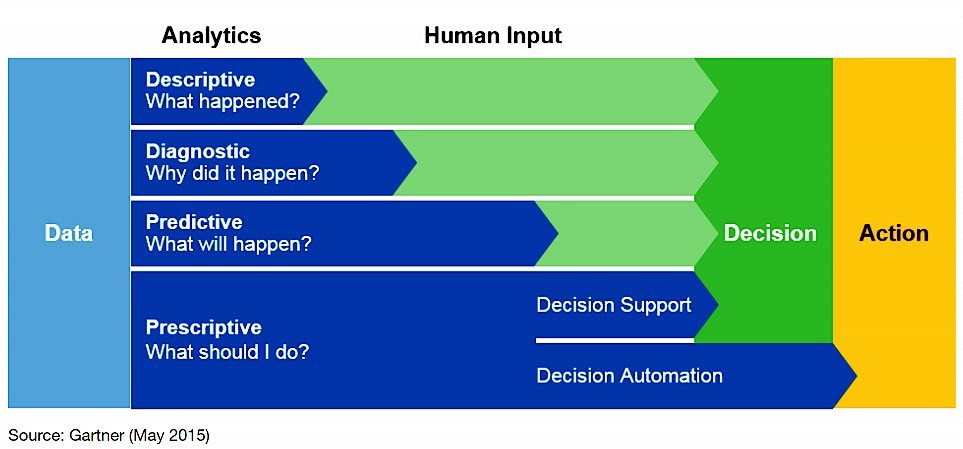 Analytics
Human Input
Data
Descriptive
What happened?
Diagnostic
Why did it happen?
Predictive
What will happen?
Prescriptive
What should I do?
Decision Support
Decision Automation
Decision
Action
Source: Gartner (May 2015)